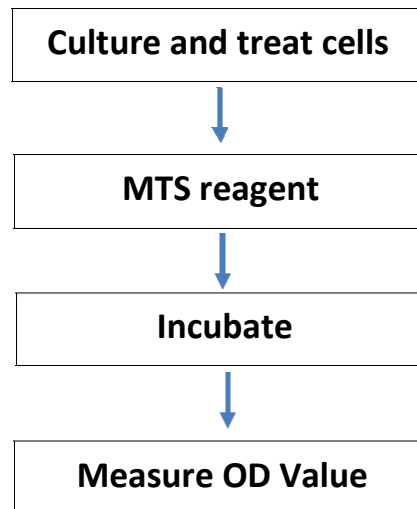 Culture and treat cells
MTS reagent
Incubate
Measure OD Value